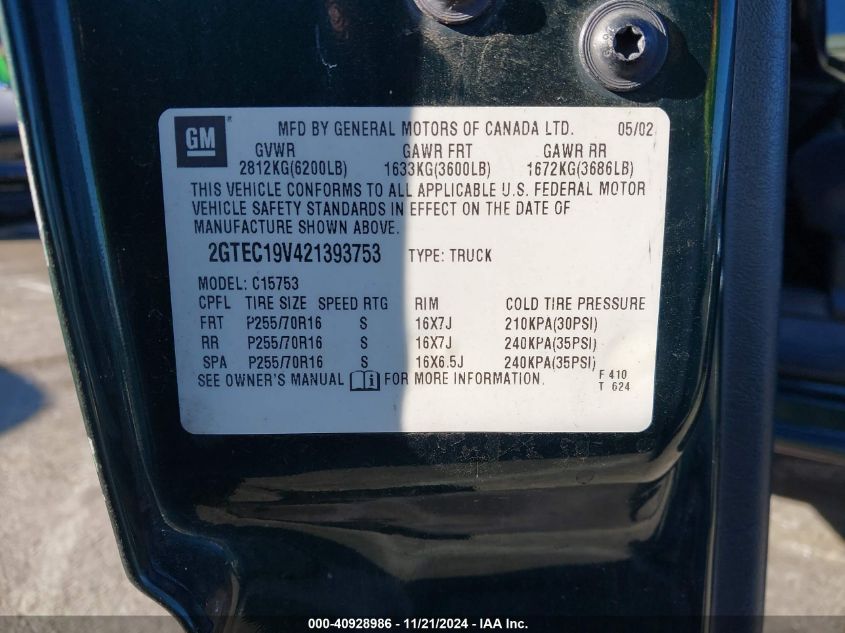 GM
MFD BY GENERAL MOTORS OF CANADA LTD. 05/02
GVWR GAWR FRT GAWR RR
2812KG(6200LB) 1633KG(3600LB) 1672KG(3686LB)
THIS VEHICLE CONFORMS TO ALL APPLICABLE U.S. FEDERAL MOTOR
VEHICLE SAFETY STANDARDS IN EFFECT ON THE DATE OF
MANUFACTURE SHOWN ABOVE.
2GTEC19V421393753 TYPE: TRUCK
MODEL: C15753
CPFL TIRE SIZE SPEED RTG RIM COLD TIRE PRESSURE
FRT P255/70R16 S 16X7J 210KPA(30PSI)
RR P255/70R16 S 16X7J 240KPA(35PSI)
SPA P255/70R16 S 16X6.5J 240KPA(35PSI)
SEE OWNER'S MANUAL i FOR MORE INFORMATION. F 410
T 624
000-40928986 - 11/21/2024 - IAA Inc.